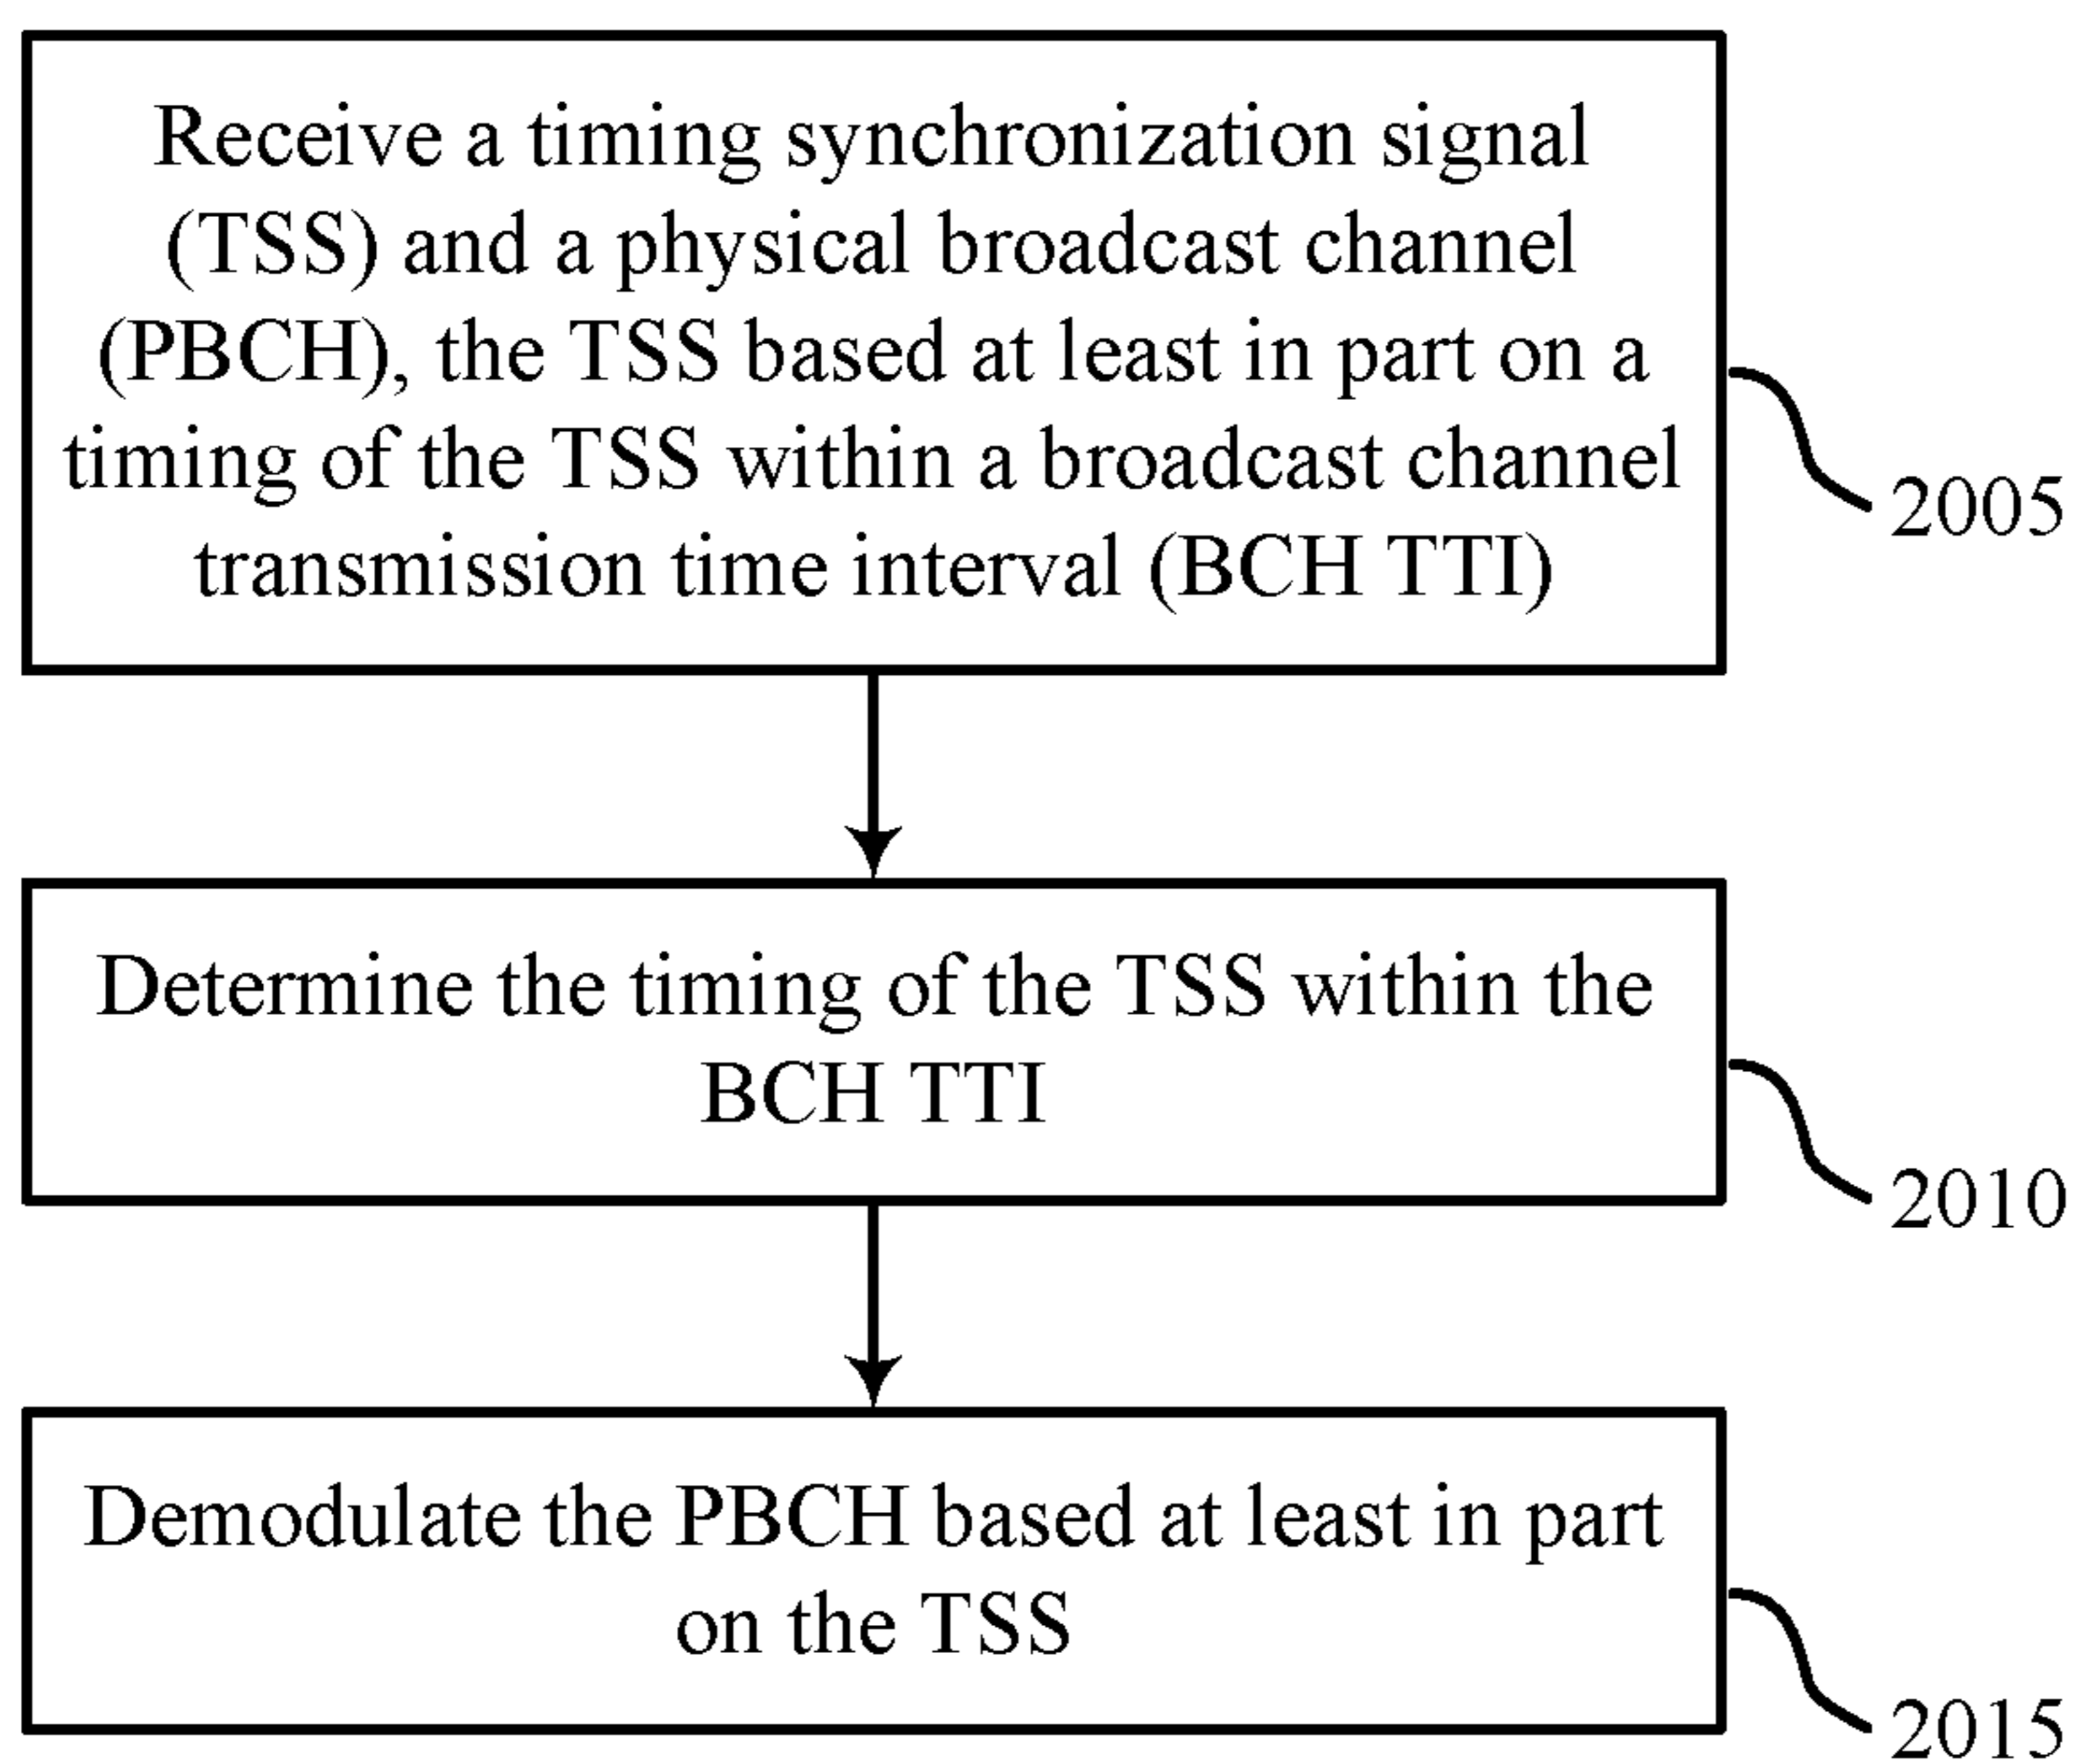 Receive a timing synchronization signal
(TSS) and a physical broadcast channel
(PBCH), the TSS based at least in part on a
timing of the TSS within a broadcast channel
transmission time interval (BCH TTI)
2005
Determine the timing of the TSS within the
BCH TTI
2010
Demodulate the PBCH based at least in part
on the TSS
2015